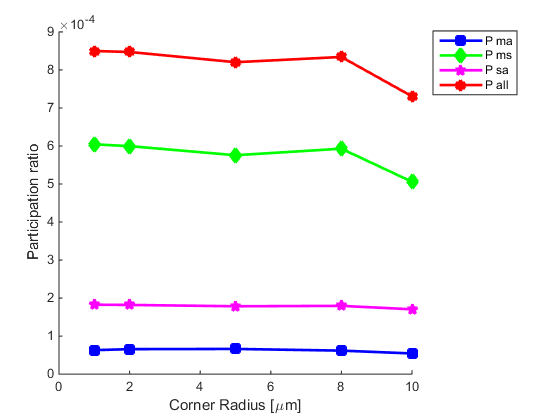 ×10-4
9
8
7
6
5
4
3
2
1
0
Participation ratio
0 2 4 6 8 10
Corner Radius [μm]
P ma
P ms
P sa
P all